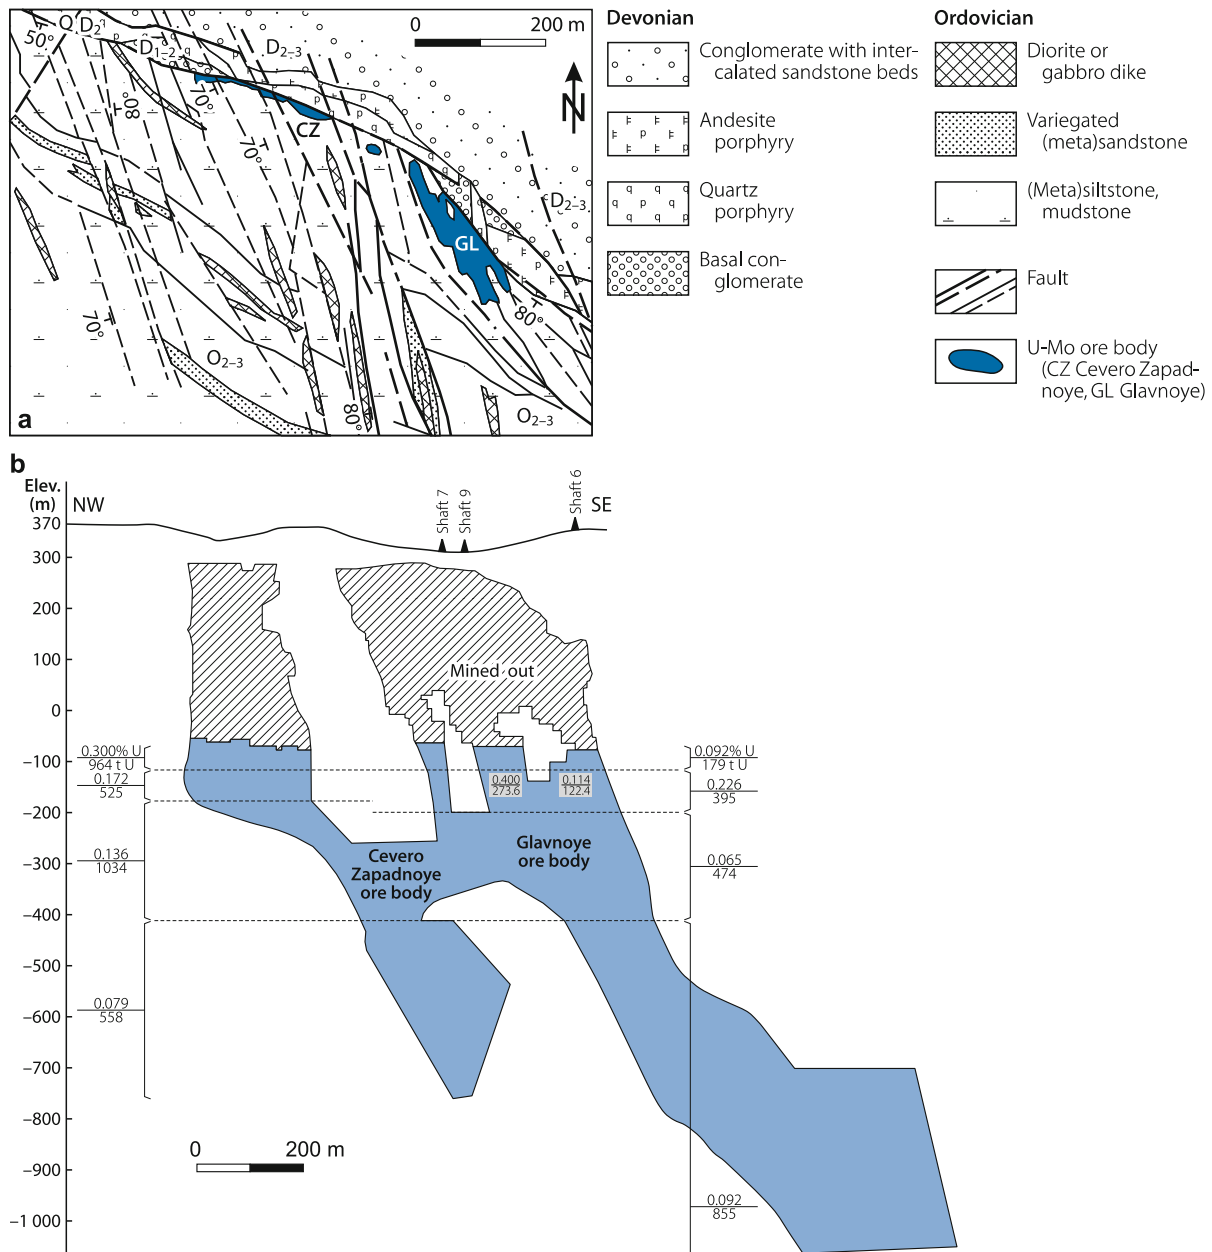 0 200 m
N
Q D2
50°
D1–2
D2–3
80°
70°
CZ
70°
D2–3
GL
80°
70°
O2–3
80°
O2–3
a
Devonian
Conglomerate with inter-
calated sandstone beds
Andesite
porphyry
Quartz
porphyry
Basal con-
glomerate
Ordovician
Diorite or
gabbro dike
Variegated
(meta)sandstone
(Meta)siltstone,
mudstone
Fault
U-Mo ore body
(CZ Cevero Zapad-
noye, GL Glavnoye)
b
Elev.
(m)
NW
Shaft 7
Shaft 9
Shaft 6
SE
370
300
200
100
0
–100
–200
–300
–400
–500
–600
–700
–800
–900
–1 000
Mined out
0.300% U
964 t U
0.172
525
0.136
1034
0.079
558
0.400
273.6
0.114
122.4
0.092% U
179 t U
0.226
395
0.065
474
0.092
855
Cevero
Zapadnoye
ore body
Glavnoye
ore body
0 200 m